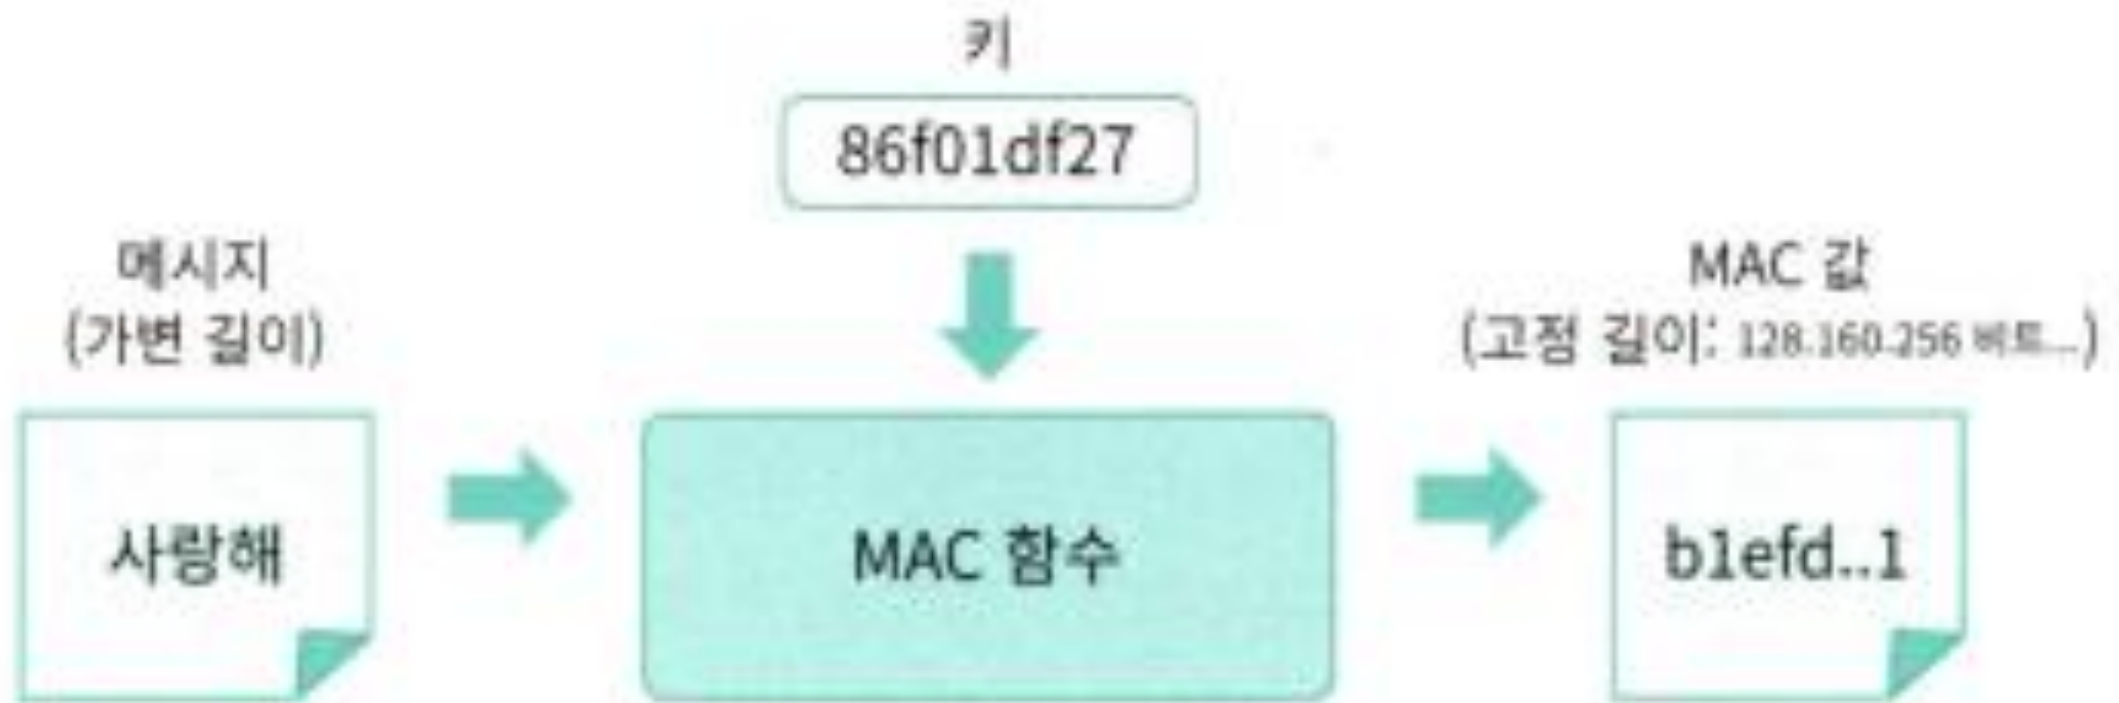 키
86f01df27
메시지
(가변 길이)
MAC 값
(고정 길이: 128.160.256 비트...)
사랑해
MAC 함수
b1efd..1